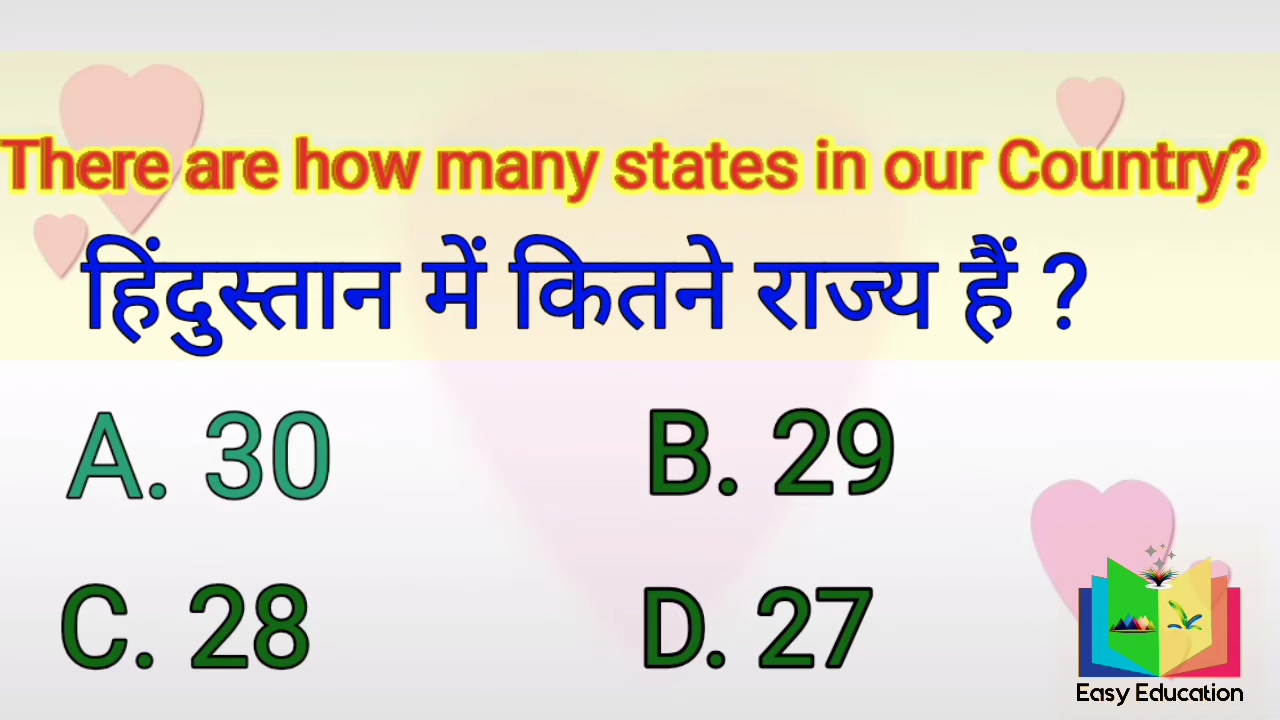 There are how many states in our Country?
हिंदुस्तान में कितने राज्य हैं ?
A. 30 B. 29
C. 28 D. 27
Easy Education